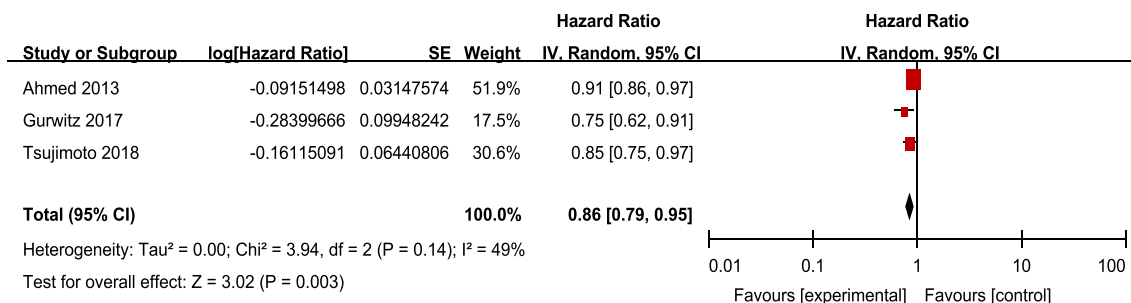 Hazard Ratio Hazard Ratio
Study or Subgroup log[Hazard Ratio] SE Weight IV, Random, 95% CI IV, Random, 95% CI
Ahmed 2013 -0.09151498 0.03147574 51.9% 0.91 [0.86, 0.97]
Gurwitz 2017 -0.28399666 0.09948242 17.5% 0.75 [0.62, 0.91]
Tsujimoto 2018 -0.16115091 0.06440806 30.6% 0.85 [0.75, 0.97]
Total (95% CI) 100.0% 0.86 [0.79, 0.95]
Heterogeneity: Tau² = 0.00; Chi² = 3.94, df = 2 (P = 0.14); I² = 49%
Test for overall effect: Z = 3.02 (P = 0.003)
0.01 0.1 1 10 100
Favours [experimental] Favours [control]